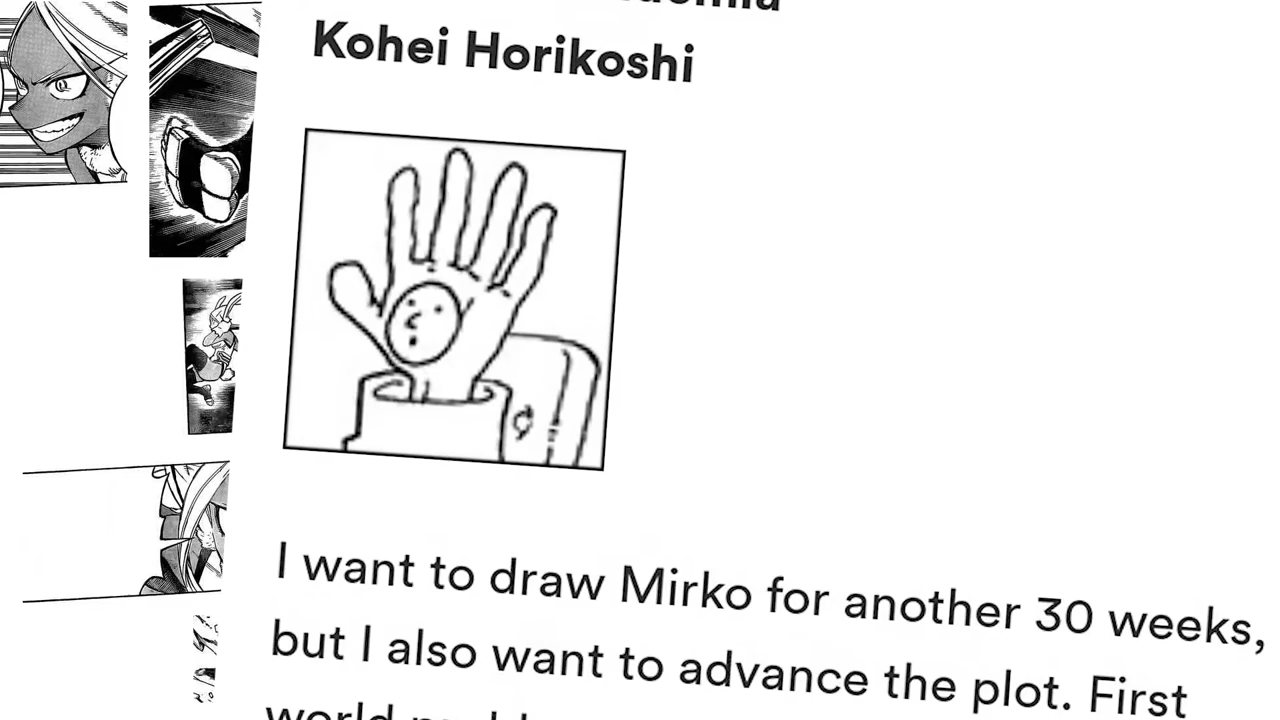 Kohei Horikoshi
I want to draw Mirko for another 30 weeks,
but I also want to advance the plot. First